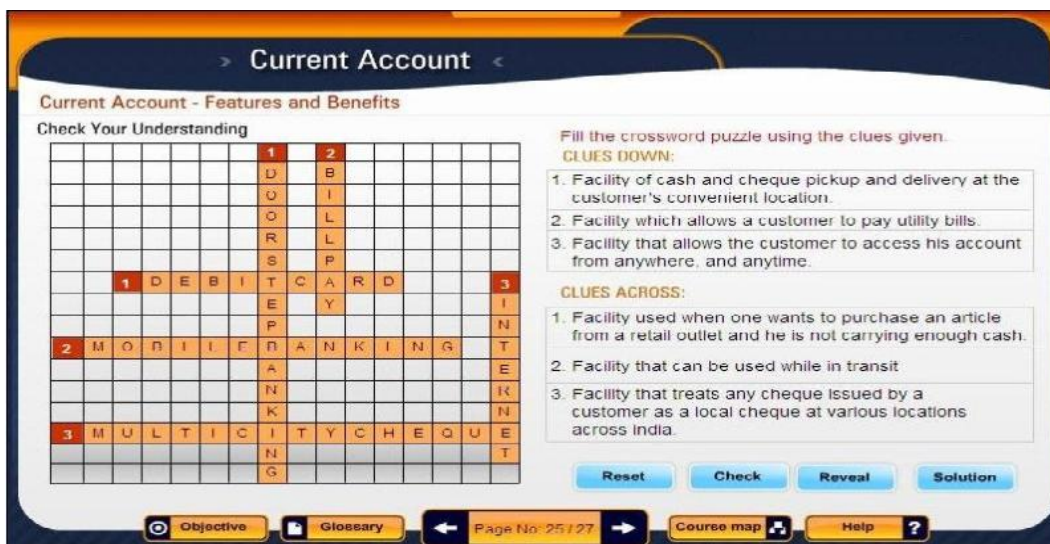 Current Account
Current Account - Features and Benefits
Check Your Understanding
1 2
D B
O I
O L
R L
S P
1 D E B I T C A R D 3
E Y I
P N
2 M O B I L E B A N K I N G T
A E
N R
K N
3 M U L T I C I T Y C H E Q U E
N T
G
Fill the crossword puzzle using the clues given.
CLUES DOWN:
1. Facility of cash and cheque pickup and delivery at the
customer's convenient location.
2. Facility which allows a customer to pay utility bills.
3. Facility that allows the customer to access his account
from anywhere, and anytime.
CLUES ACROSS:
1. Facility used when one wants to purchase an article
from a retail outlet and he is not carrying enough cash.
2. Facility that can be used while in transit
3. Facility that treats any cheque issued by a
customer as a local cheque at various locations
across India.
Reset Check Reveal Solution
Objective Glossary Page No: 25 / 27 Course map Help ?